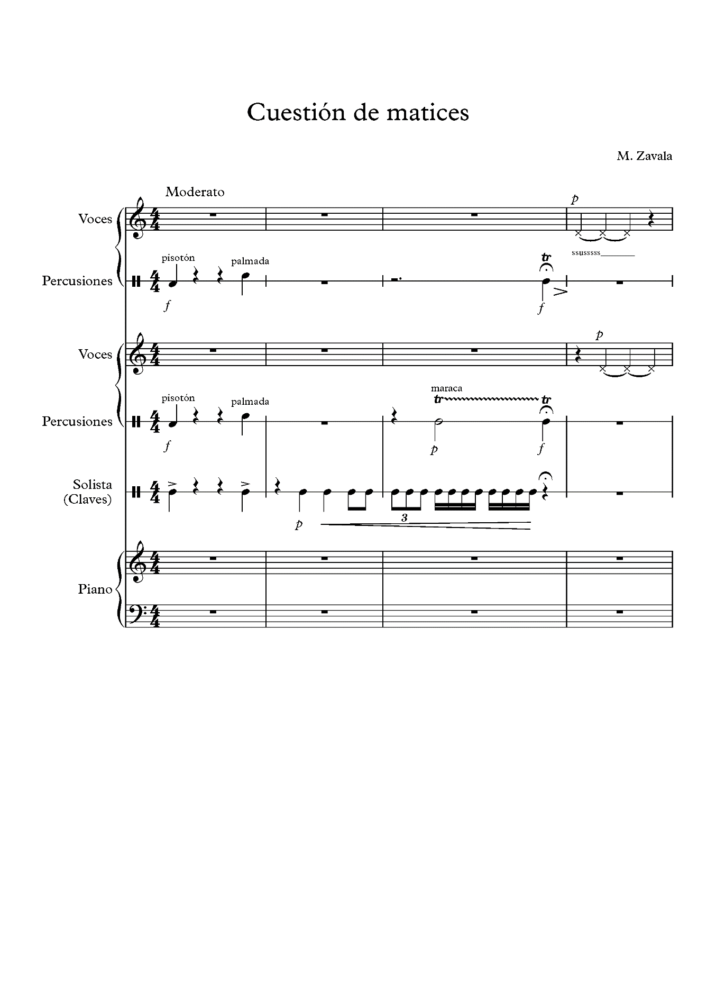 Cuestión de matices
M. Zavala
Moderato
p
Voces
ssusssss_______
pisotón palmada tr
Percusiones
f f
p
Voces
maraca
pisotón palmada tr tr
Percusiones
f p f
Solista
(Claves)
3
p
Piano